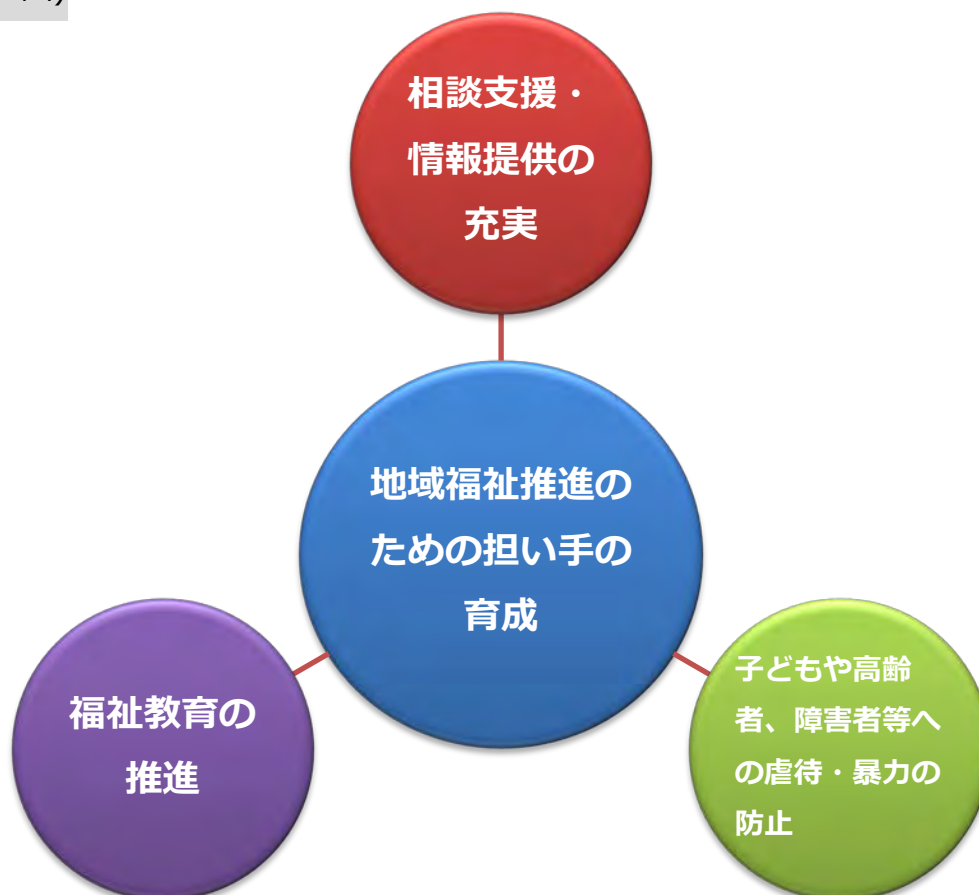 相談支援・
情報提供の
充実
地域福祉推進の
ための担い手の
育成
福祉教育の
推進
子どもや高齢
者、障害者等へ
の虐待・暴力の
防止